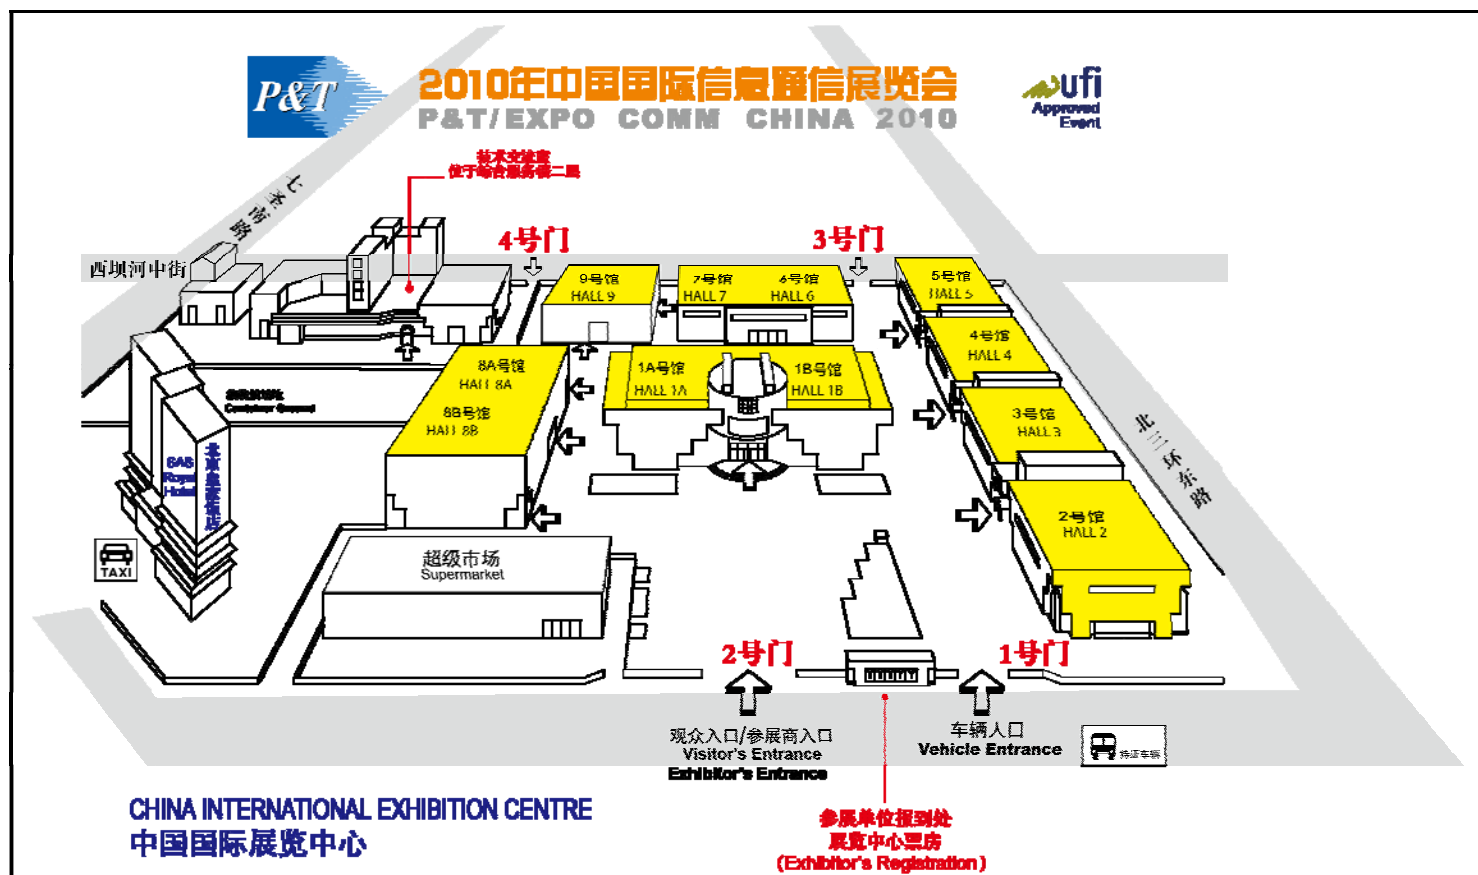 P&T
2010年中国国际信息通信展览会
P&T/EXPO COMM CHINA 2010
ufi
Approved
Event
技术交流室
位于综合服务楼二层
七圣南路
西坝河中街
4号门
3号门
9号馆
HALL 9
7号馆
HALL 7
6号馆
HALL 6
5号馆
HALL 5
4号馆
HALL 4
3号馆
HALL 3
2号馆
HALL 2
8A号馆
HALL 8A
8B号馆
HALL 8B
1A号馆
HALL 1A
1B号馆
HALL 1B
北三环东路
Container Ground
SAS
Royal
Hotel
北京皇家饭店
TAXI
超级市场
Supermarket
2号门
1号门
观众入口/参展商入口
Visitor's Entrance
Exhibitor's Entrance
车辆入口
Vehicle Entrance
持证车辆
CHINA INTERNATIONAL EXHIBITION CENTRE
中国国际展览中心
参展单位报到处
展览中心票房
(Exhibitor's Registration)